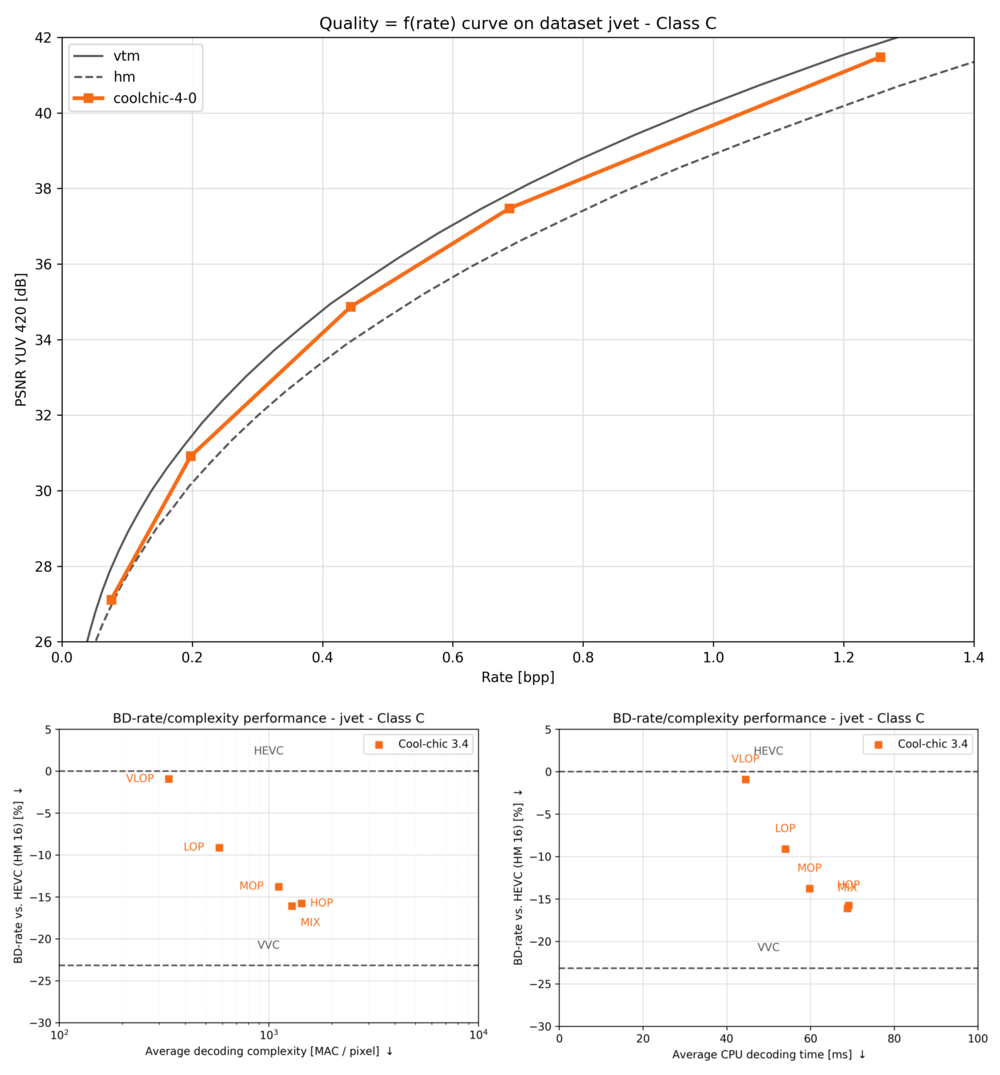 Quality = f(rate) curve on dataset jvet - Class C
vtm
hm
coolchic-4-0
PSNR YUV 420 [dB]
42
40
38
36
34
32
30
28
26
0.0 0.2 0.4 0.6 0.8 1.0 1.2 1.4
Rate [bpp]
BD-rate/complexity performance - jvet - Class C
Cool-chic 3.4
HEVC
VLOP
LOP
MOP
HOP
MIX
VVC
BD-rate vs. HEVC (HM 16) [%] ↓
5
0
−5
−10
−15
−20
−25
−30
10² 10³ 10⁴
Average decoding complexity [MAC / pixel] ↓
BD-rate/complexity performance - jvet - Class C
Cool-chic 3.4
HEVC
VLOP
LOP
MOP
HOP
MIX
VVC
BD-rate vs. HEVC (HM 16) [%] ↓
5
0
−5
−10
−15
−20
−25
−30
0 20 40 60 80 100
Average CPU decoding time [ms] ↓